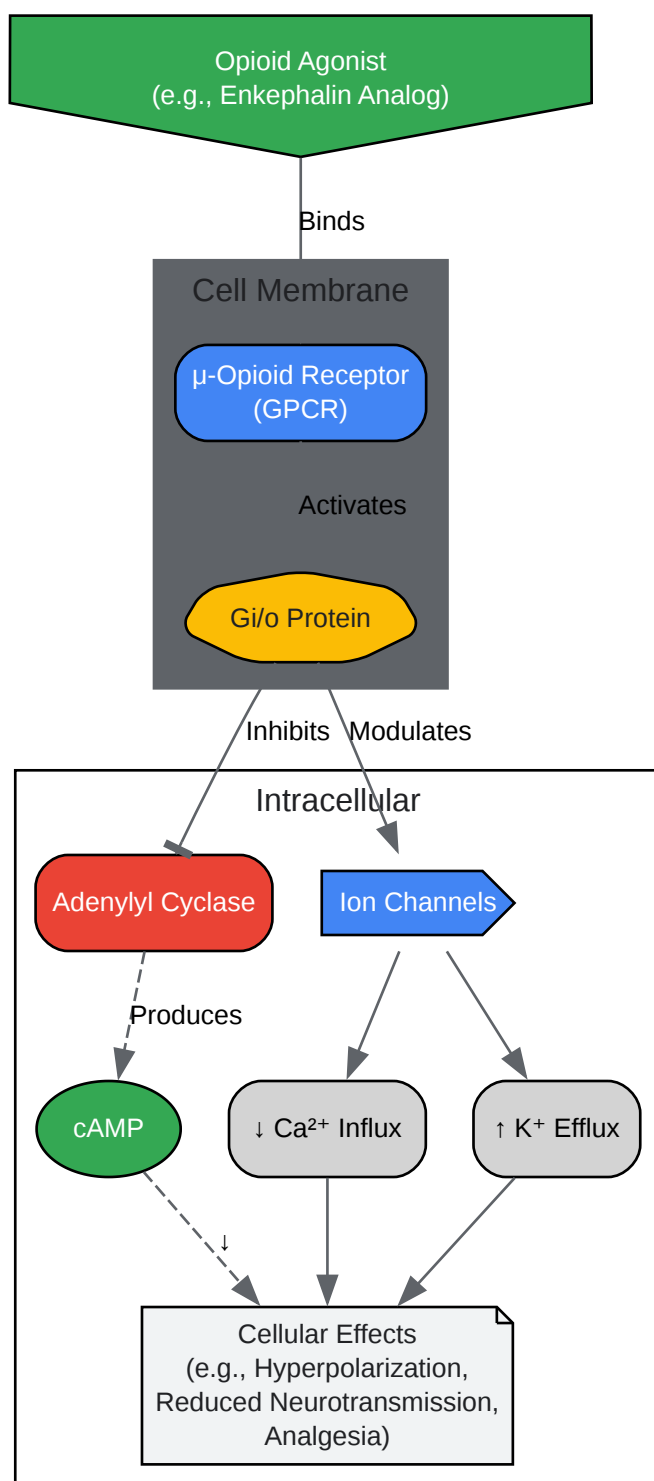 Opioid Agonist
(e.g., Enkephalin Analog)
Binds
Cell Membrane
μ-Opioid Receptor
(GPCR)
Activates
Gi/o Protein
Inhibits
Modulates
Intracellular
Adenylyl Cyclase
Ion Channels
Produces
cAMP
↓ Ca²⁺ Influx
↑ K⁺ Efflux
↓
Cellular Effects
(e.g., Hyperpolarization,
Reduced Neurotransmission,
Analgesia)